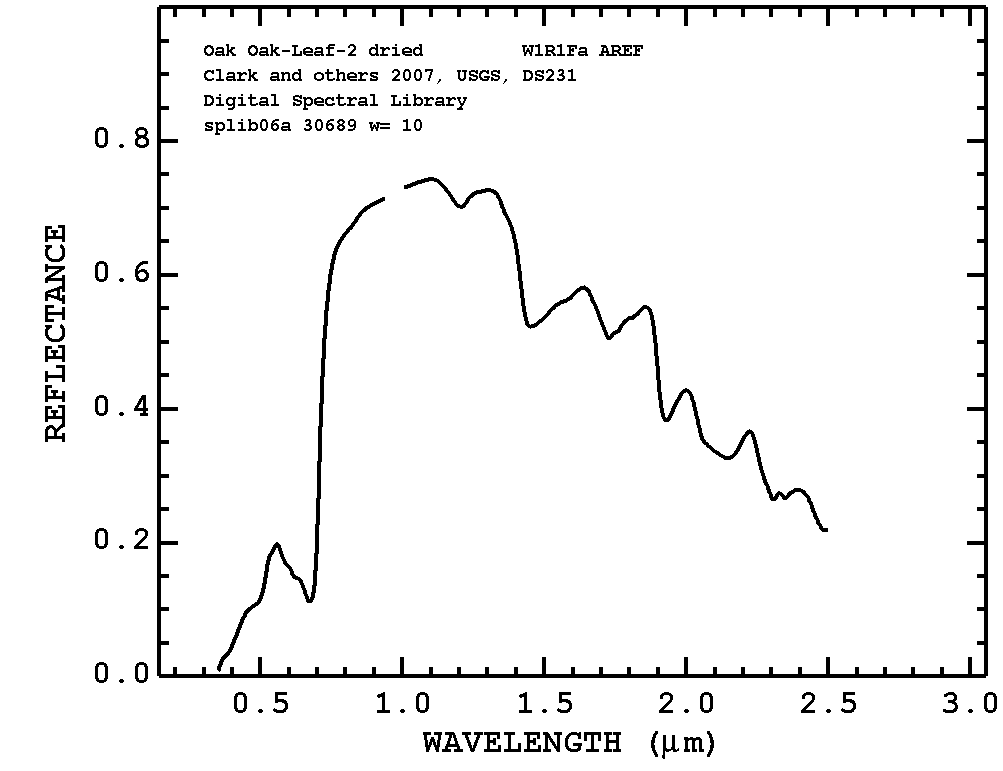 Oak Oak-Leaf-2 dried W1R1Fa AREF
Clark and others 2007, USGS, DS231
Digital Spectral Library
splib06a 30689 w= 10
0.8
0.6
0.4
0.2
0.0
REFLECTANCE
0.5 1.0 1.5 2.0 2.5 3.0
WAVELENGTH (μm)